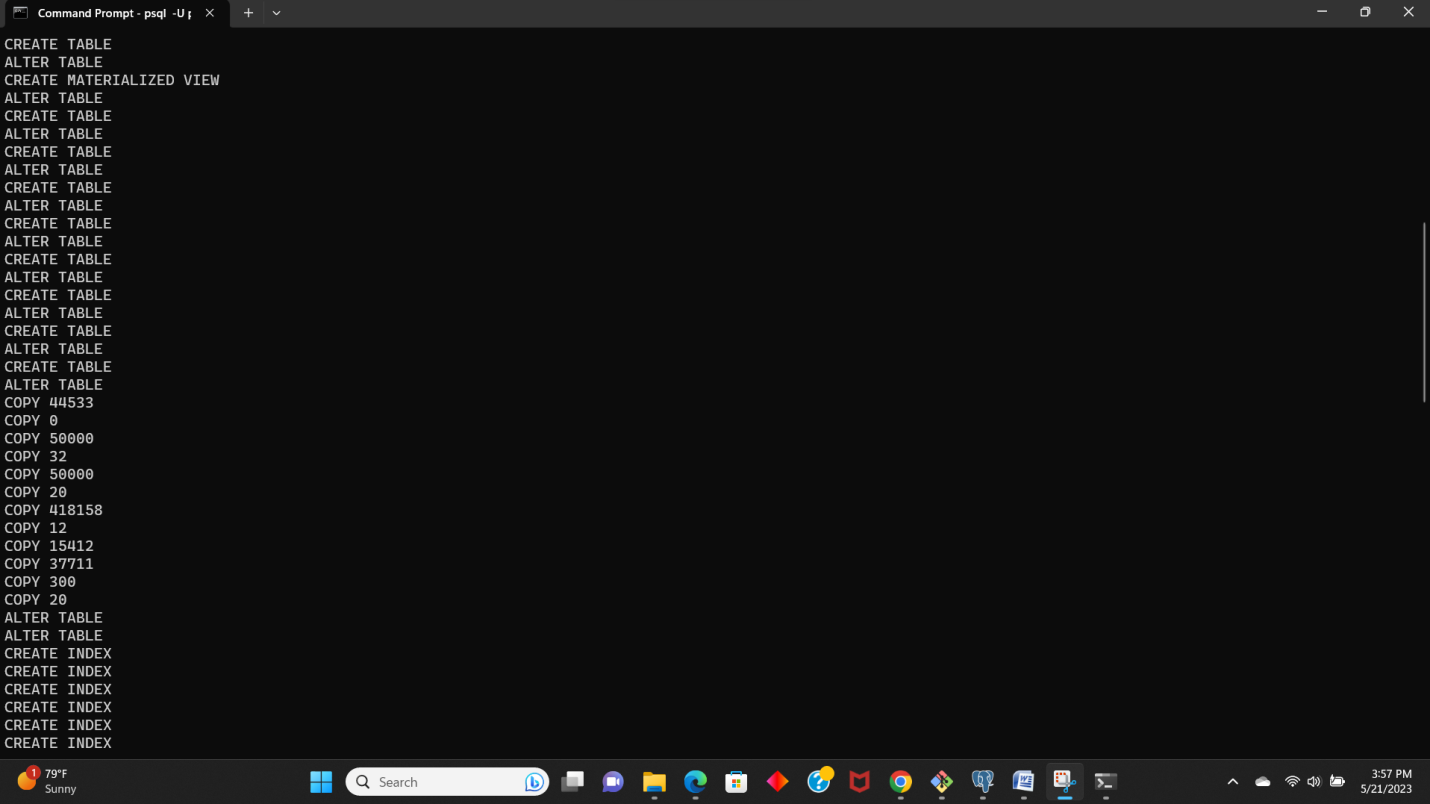 Command Prompt - psql -U p
CREATE TABLE
ALTER TABLE
CREATE MATERIALIZED VIEW
ALTER TABLE
CREATE TABLE
ALTER TABLE
CREATE TABLE
ALTER TABLE
CREATE TABLE
ALTER TABLE
CREATE TABLE
ALTER TABLE
CREATE TABLE
ALTER TABLE
CREATE TABLE
ALTER TABLE
CREATE TABLE
ALTER TABLE
CREATE TABLE
ALTER TABLE
COPY 44533
COPY 0
COPY 50000
COPY 32
COPY 50000
COPY 20
COPY 418158
COPY 12
COPY 15412
COPY 37711
COPY 300
COPY 20
ALTER TABLE
ALTER TABLE
CREATE INDEX
CREATE INDEX
CREATE INDEX
CREATE INDEX
CREATE INDEX
CREATE INDEX
1
79°F
Sunny
Search
3:57 PM
5/21/2023